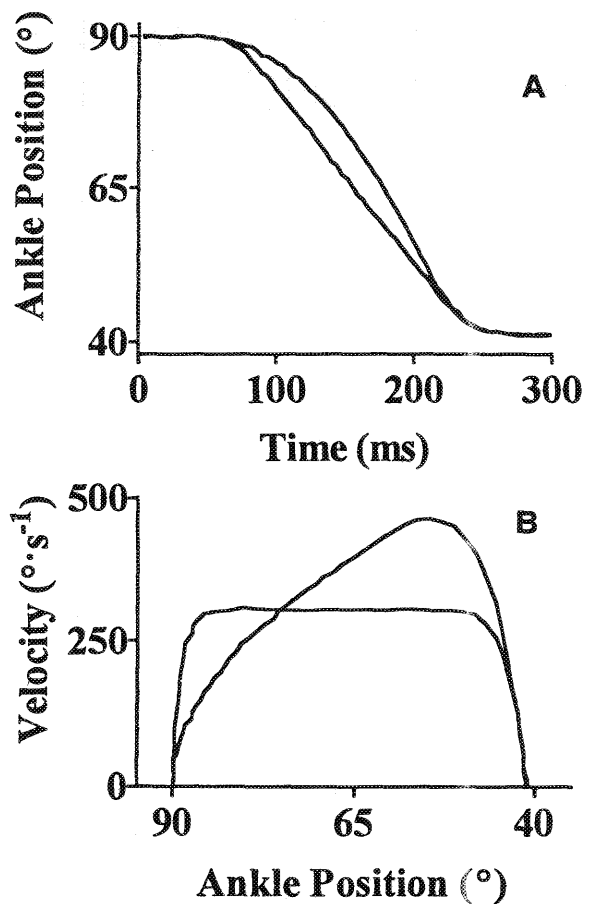 Ankle Position (°)
90
65
40
A
0 100 200 300
Time (ms)
Velocity (°·s⁻¹)
500
250
0
B
90 65 40
Ankle Position (°)